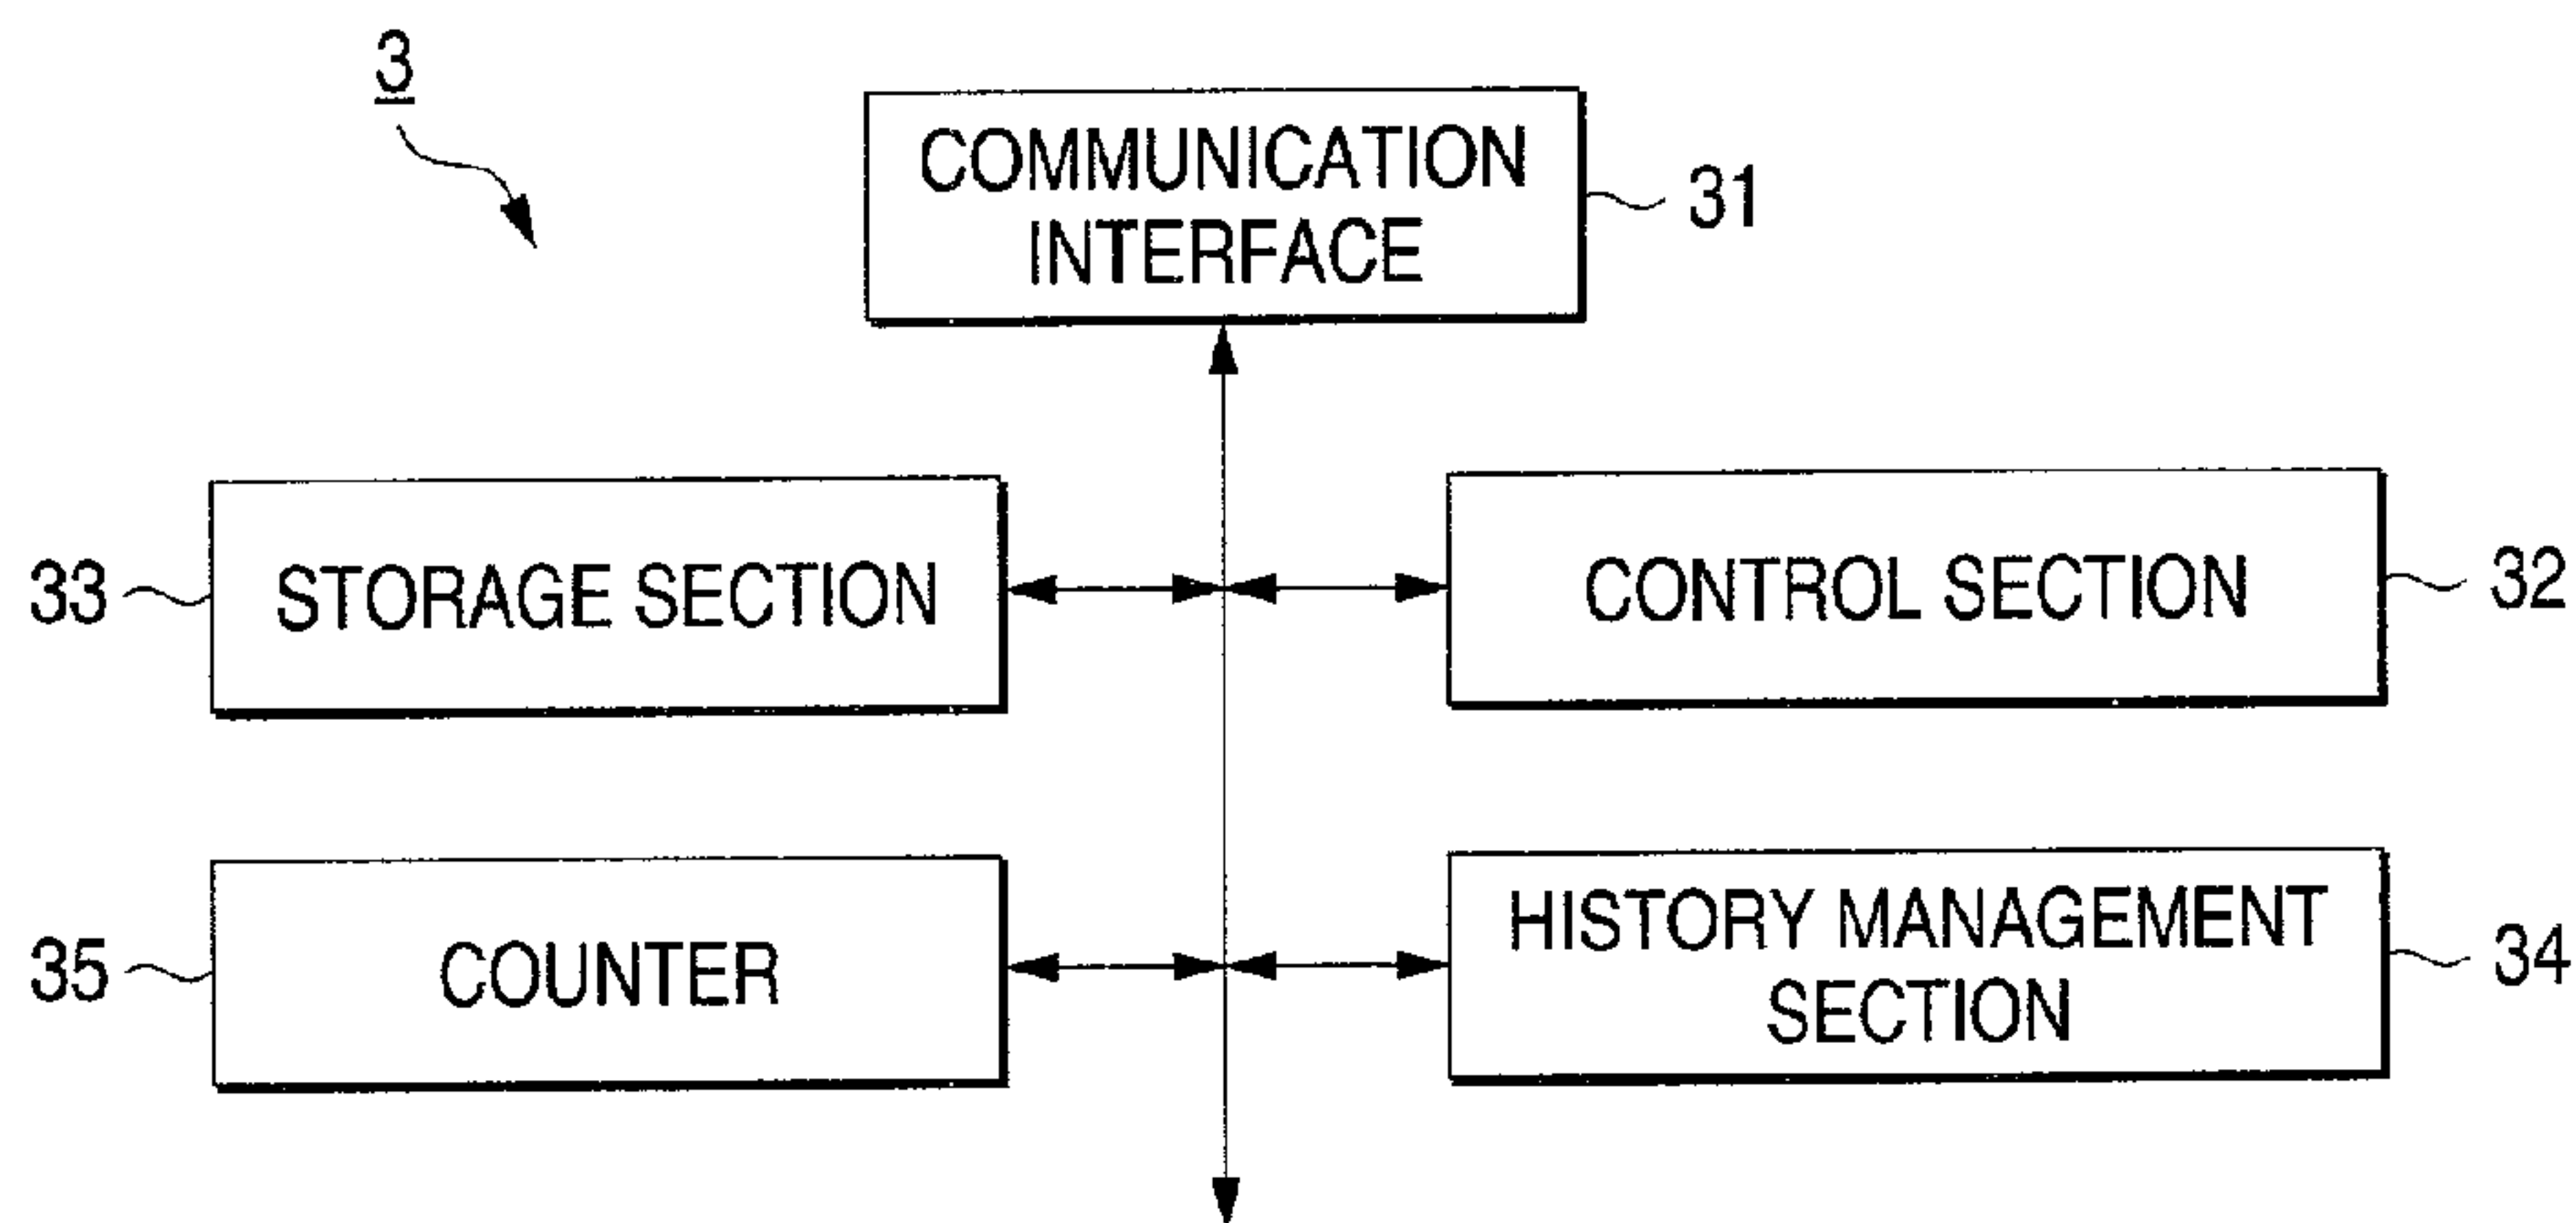 3
COMMUNICATION
INTERFACE
31
33
STORAGE SECTION
CONTROL SECTION
32
35
COUNTER
HISTORY MANAGEMENT
SECTION
34